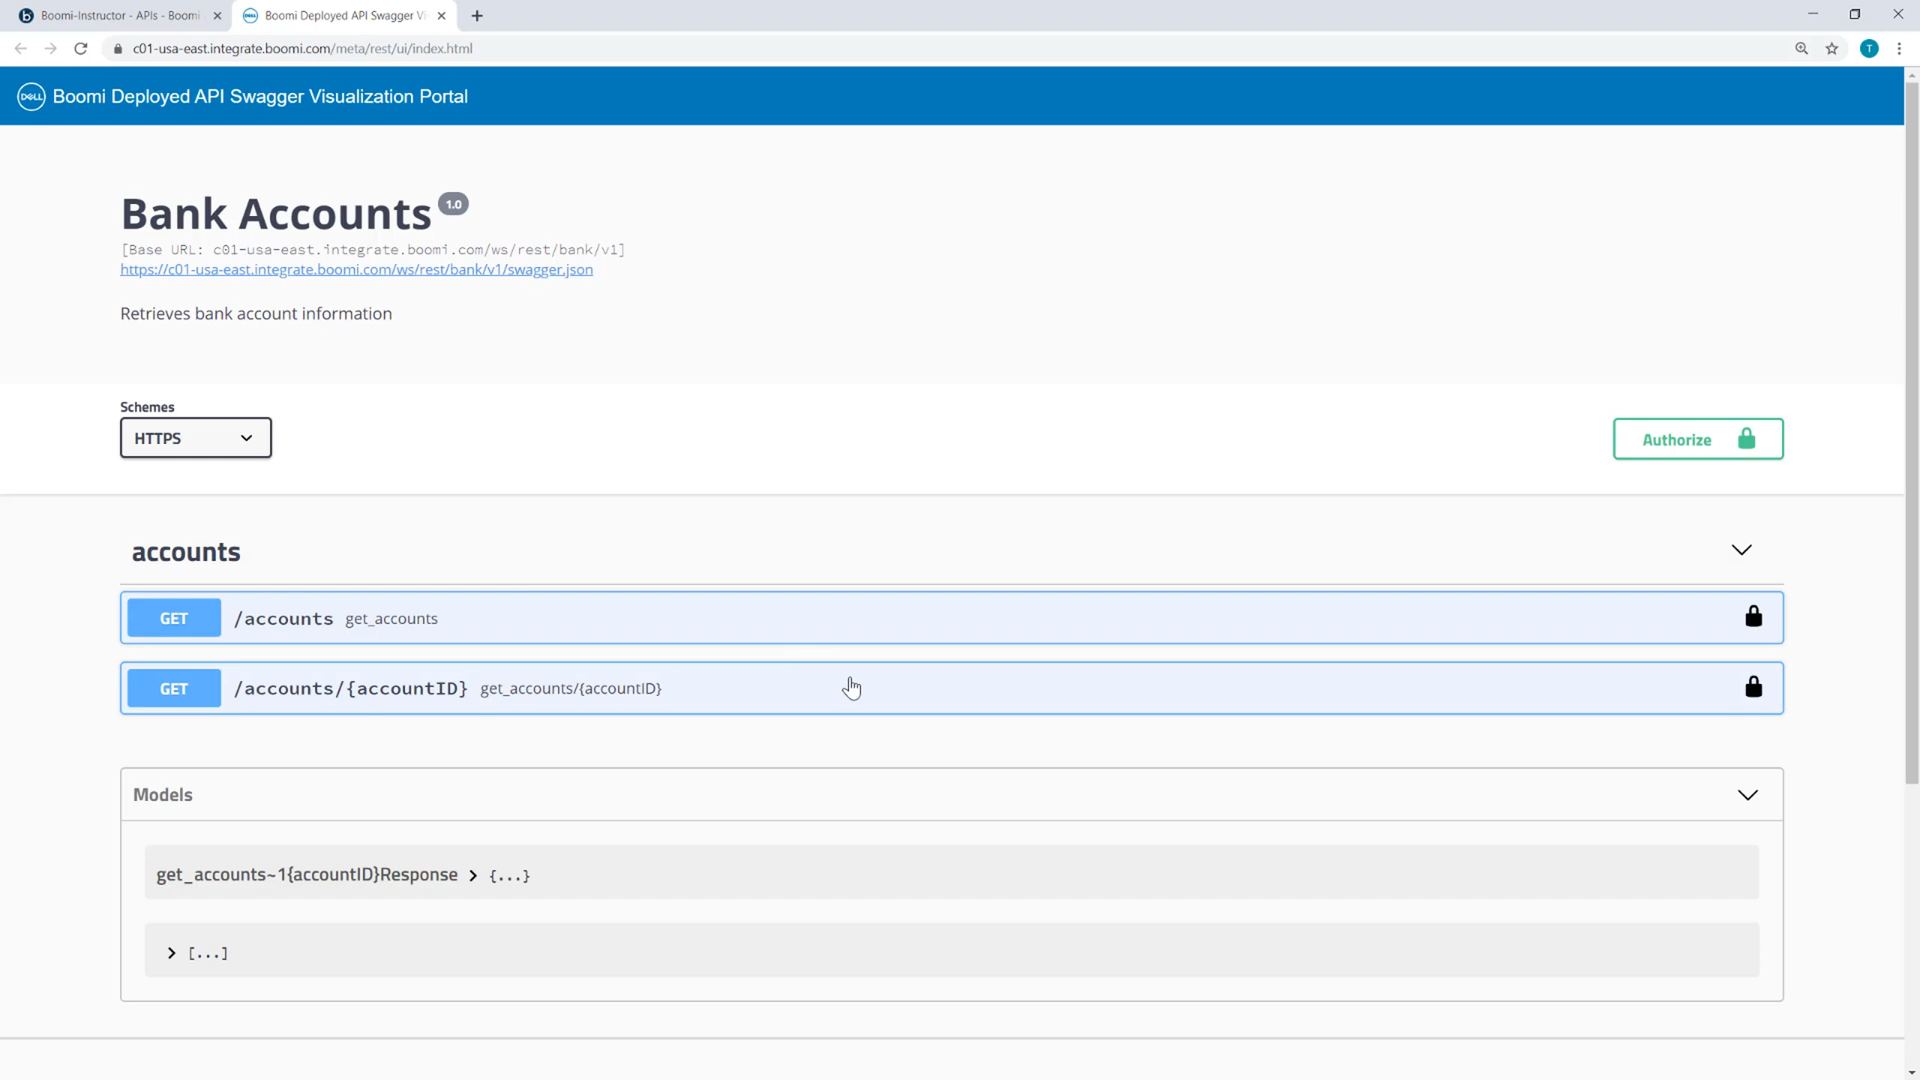 Boomi-Instructor - APIs - Boomi
Boomi Deployed API Swagger Vi
c01-usa-east.integrate.boomi.com/meta/rest/ui/index.html
T
DELL Boomi Deployed API Swagger Visualization Portal
Bank Accounts 1.0
[Base URL: c01-usa-east.integrate.boomi.com/ws/rest/bank/v1]
https://c01-usa-east.integrate.boomi.com/ws/rest/bank/v1/swagger.json
Retrieves bank account information
Schemes
HTTPS
Authorize
accounts
GET /accounts get_accounts
GET /accounts/{accountID} get_accounts/{accountID}
Models
get_accounts~1{accountID}Response > {...}
> [...]